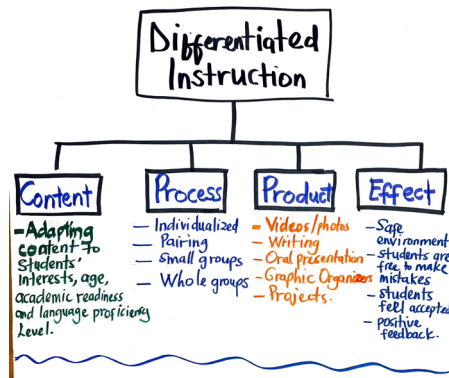 Differentiated
Instruction
Content
Process
Product
Effect
-Adapting
content to
Students'
interests, age,
academic readiness
and language proficiency
Level.
- Individualized
- Pairing
- Small groups
- Whole groups
- Videos/photos
- Writing
- Oral presentation
- Graphic Organizers
- Projects.
- Safe
environment
- students are
free to make
mistakes
- students
feel accepted
- positive
feedback.